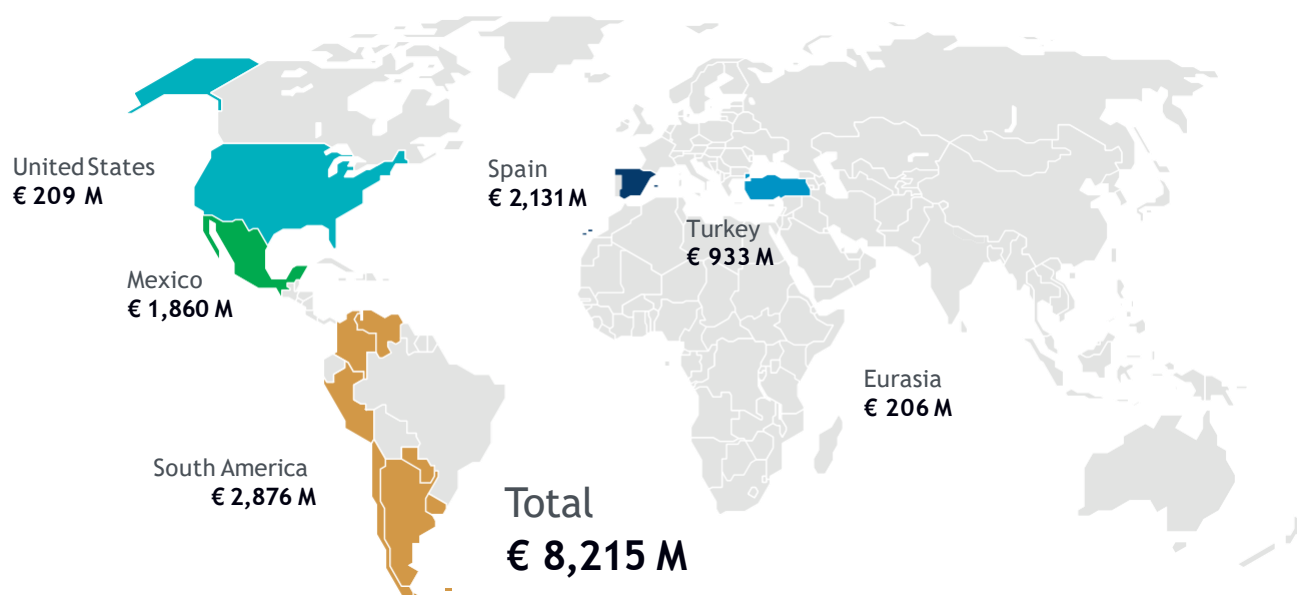 United States
€ 209 M
Spain
€ 2,131 M
Turkey
€ 933 M
Mexico
€ 1,860 M
Eurasia
€ 206 M
South America
€ 2,876 M
Total
€ 8,215 M